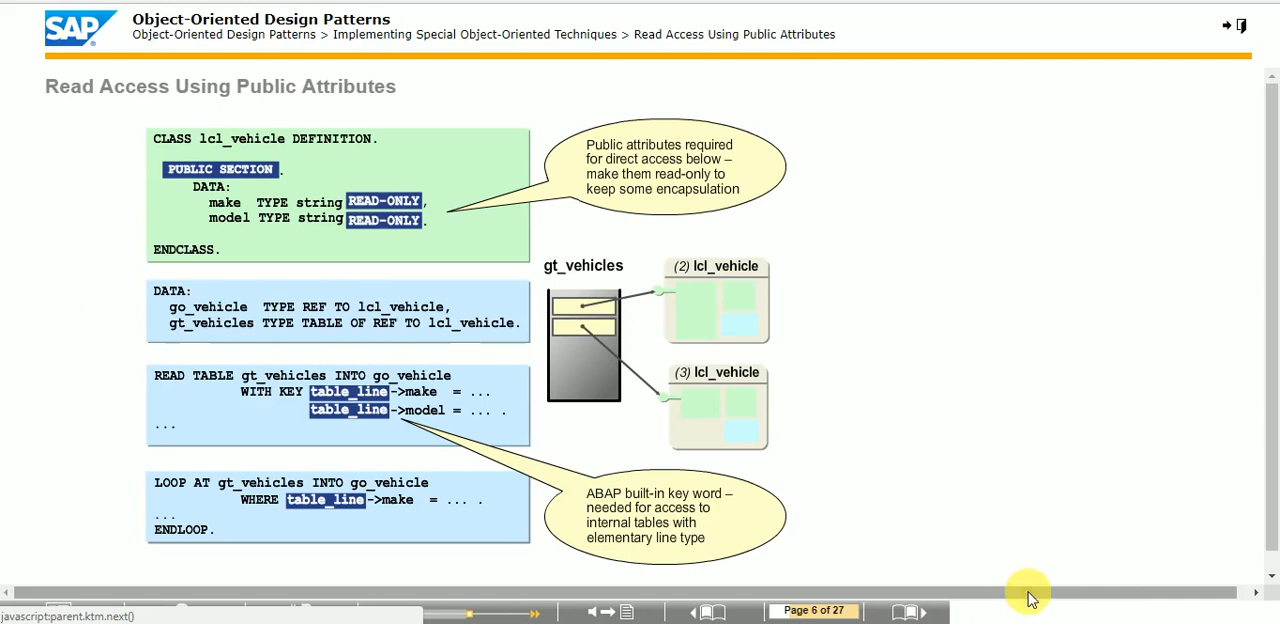 SAP
Object-Oriented Design Patterns
Object-Oriented Design Patterns > Implementing Special Object-Oriented Techniques > Read Access Using Public Attributes
Read Access Using Public Attributes
CLASS lcl_vehicle DEFINITION.
PUBLIC SECTION.
DATA:
make TYPE string READ-ONLY,
model TYPE string READ-ONLY.
ENDCLASS.
Public attributes required
for direct access below –
make them read-only to
keep some encapsulation
DATA:
go_vehicle TYPE REF TO lcl_vehicle,
gt_vehicles TYPE TABLE OF REF TO lcl_vehicle.
gt_vehicles
(2) lcl_vehicle
(3) lcl_vehicle
READ TABLE gt_vehicles INTO go_vehicle
WITH KEY table_line->make = ...
table_line->model = ... .
...
LOOP AT gt_vehicles INTO go_vehicle
WHERE table_line->make = ... .
...
ENDLOOP.
ABAP built-in key word –
needed for access to
internal tables with
elementary line type
javascript:parent.ktm.next()
Page 6 of 27